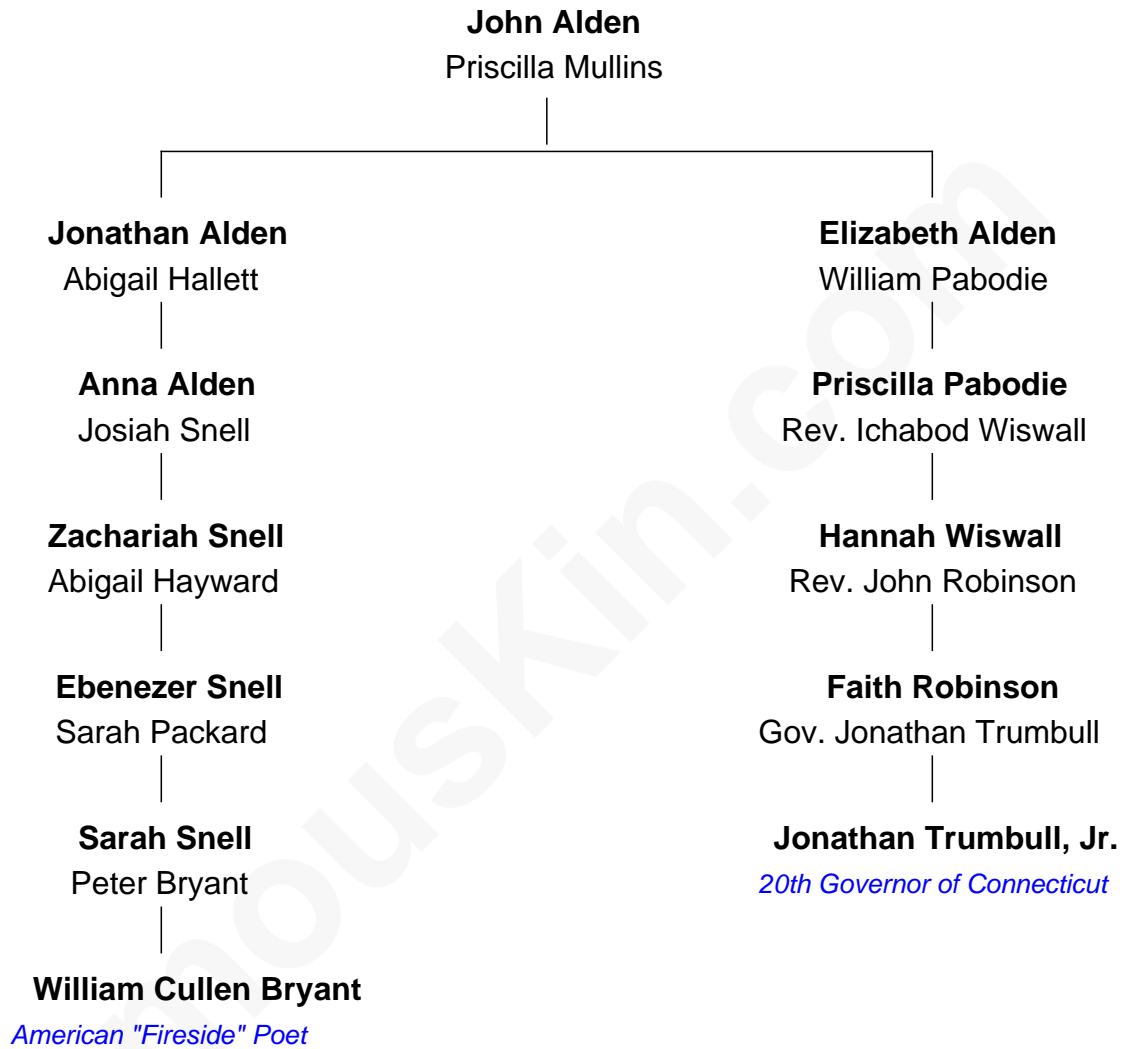 John Alden
Priscilla Mullins
Jonathan Alden
Abigail Hallett
Elizabeth Alden
William Pabodie
Anna Alden
Josiah Snell
Priscilla Pabodie
Rev. Ichabod Wiswall
Zachariah Snell
Abigail Hayward
Hannah Wiswall
Rev. John Robinson
Ebenezer Snell
Sarah Packard
Faith Robinson
Gov. Jonathan Trumbull
Sarah Snell
Peter Bryant
Jonathan Trumbull, Jr.
20th Governor of Connecticut
William Cullen Bryant
American "Fireside" Poet
mousKin.com